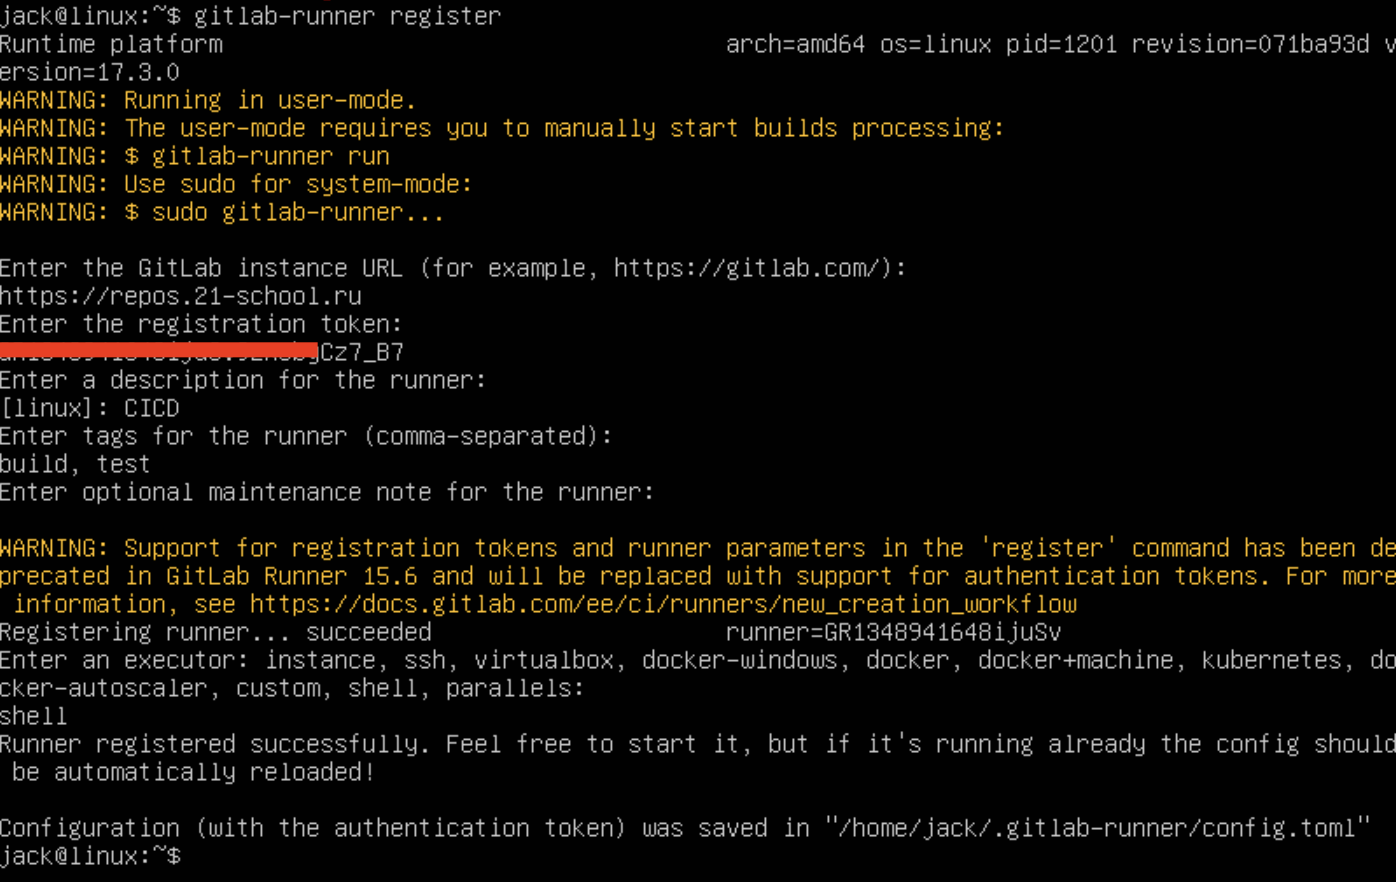 jack@linux:~$ gitlab-runner register
Runtime platform                                    arch=amd64 os=linux pid=1201 revision=071ba93d v
ersion=17.3.0
WARNING: Running in user-mode.
WARNING: The user-mode requires you to manually start builds processing:
WARNING: $ gitlab-runner run
WARNING: Use sudo for system-mode:
WARNING: $ sudo gitlab-runner...
Enter the GitLab instance URL (for example, https://gitlab.com/):
https://repos.21-school.ru
Enter the registration token:
Cz7_B7
Enter a description for the runner:
[linux]: CICD
Enter tags for the runner (comma-separated):
build, test
Enter optional maintenance note for the runner:
WARNING: Support for registration tokens and runner parameters in the 'register' command has been de
precated in GitLab Runner 15.6 and will be replaced with support for authentication tokens. For more
 information, see https://docs.gitlab.com/ee/ci/runners/new_creation_workflow
Registering runner... succeeded                     runner=GR1348941648ijuSv
Enter an executor: instance, ssh, virtualbox, docker-windows, docker, docker+machine, kubernetes, do
cker-autoscaler, custom, shell, parallels:
shell
Runner registered successfully. Feel free to start it, but if it's running already the config should
 be automatically reloaded!
Configuration (with the authentication token) was saved in "/home/jack/.gitlab-runner/config.toml"
jack@linux:~$